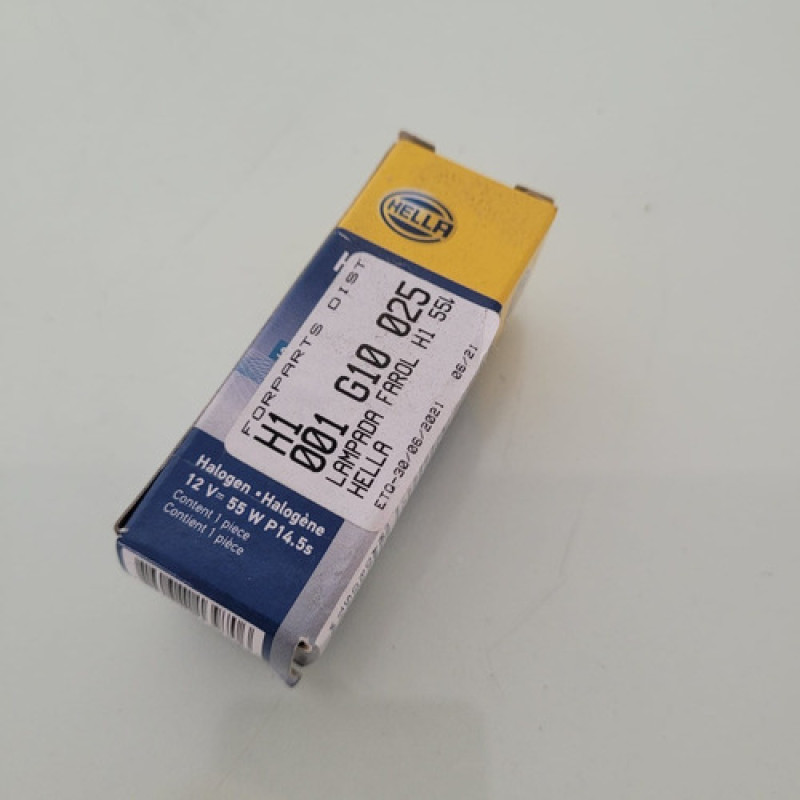 HELLA
FORPARTS DIST
H1
001 G10 025
LAMPADA FAROL H1 55
HELLA
ETQ-30/06/2021 06/21
Halogen • Halogène
12 V= 55 W P14.5s
Content 1 piece
Contient 1 pièce